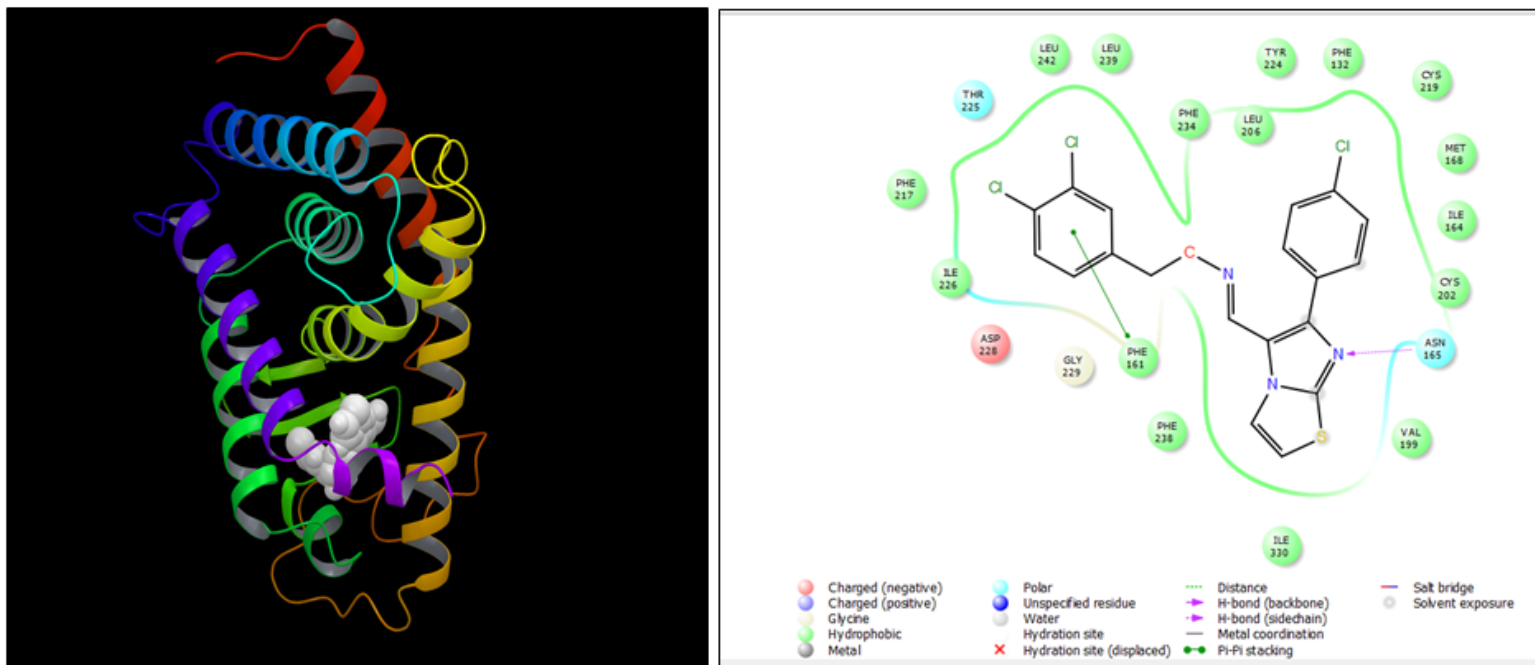 LEU 242
LEU 239
TYR 224
PHE 132
CYS 219
THR 225
PHE 234
LEU 206
Cl
Cl
MET 168
PHE 217
Cl
ILE 164
C
N
ILE 226
CYS 202
ASP 228
GLY 229
PHE 161
N
ASN 165
N
PHE 238
S
VAL 199
ILE 330
Charged (negative)
Charged (positive)
Glycine
Hydrophobic
Metal
Polar
Unspecified residue
Water
Hydration site
Hydration site (displaced)
Distance
H-bond (backbone)
H-bond (sidechain)
Metal coordination
Pi-Pi stacking
Salt bridge
Solvent exposure